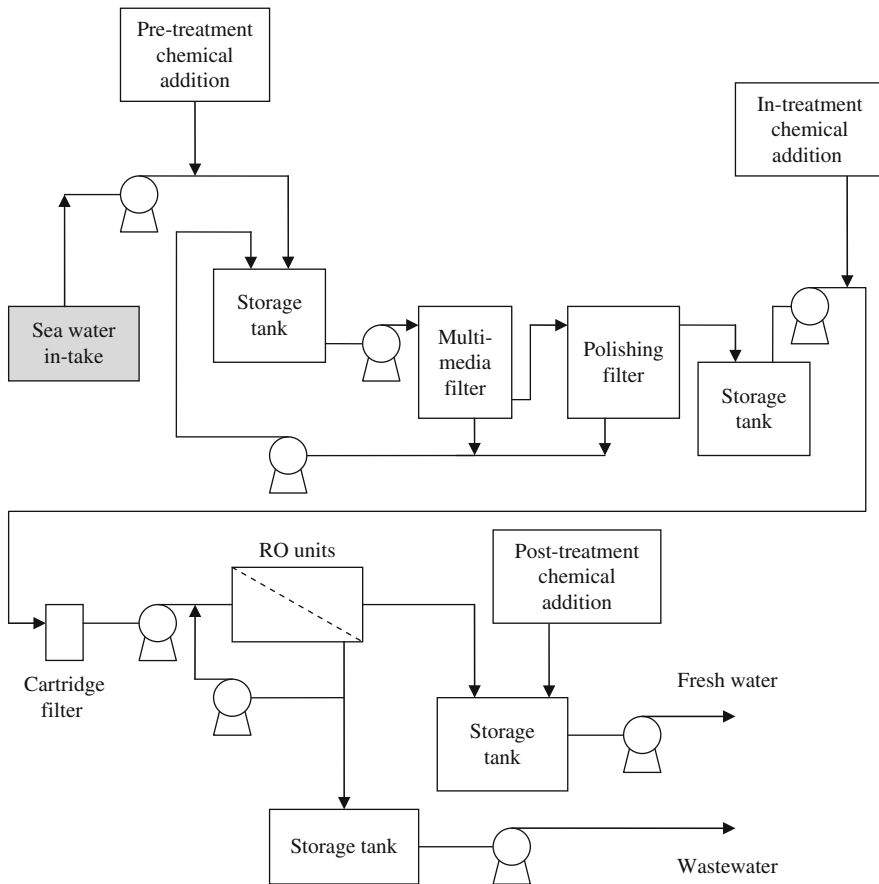 Pre-treatment
chemical
addition
In-treatment
chemical
addition
Sea water
in-take
Storage
tank
Multi-
media
filter
Polishing
filter
Storage
tank
RO units
Post-treatment
chemical
addition
Cartridge
filter
Fresh water
Storage
tank
Storage tank
Wastewater